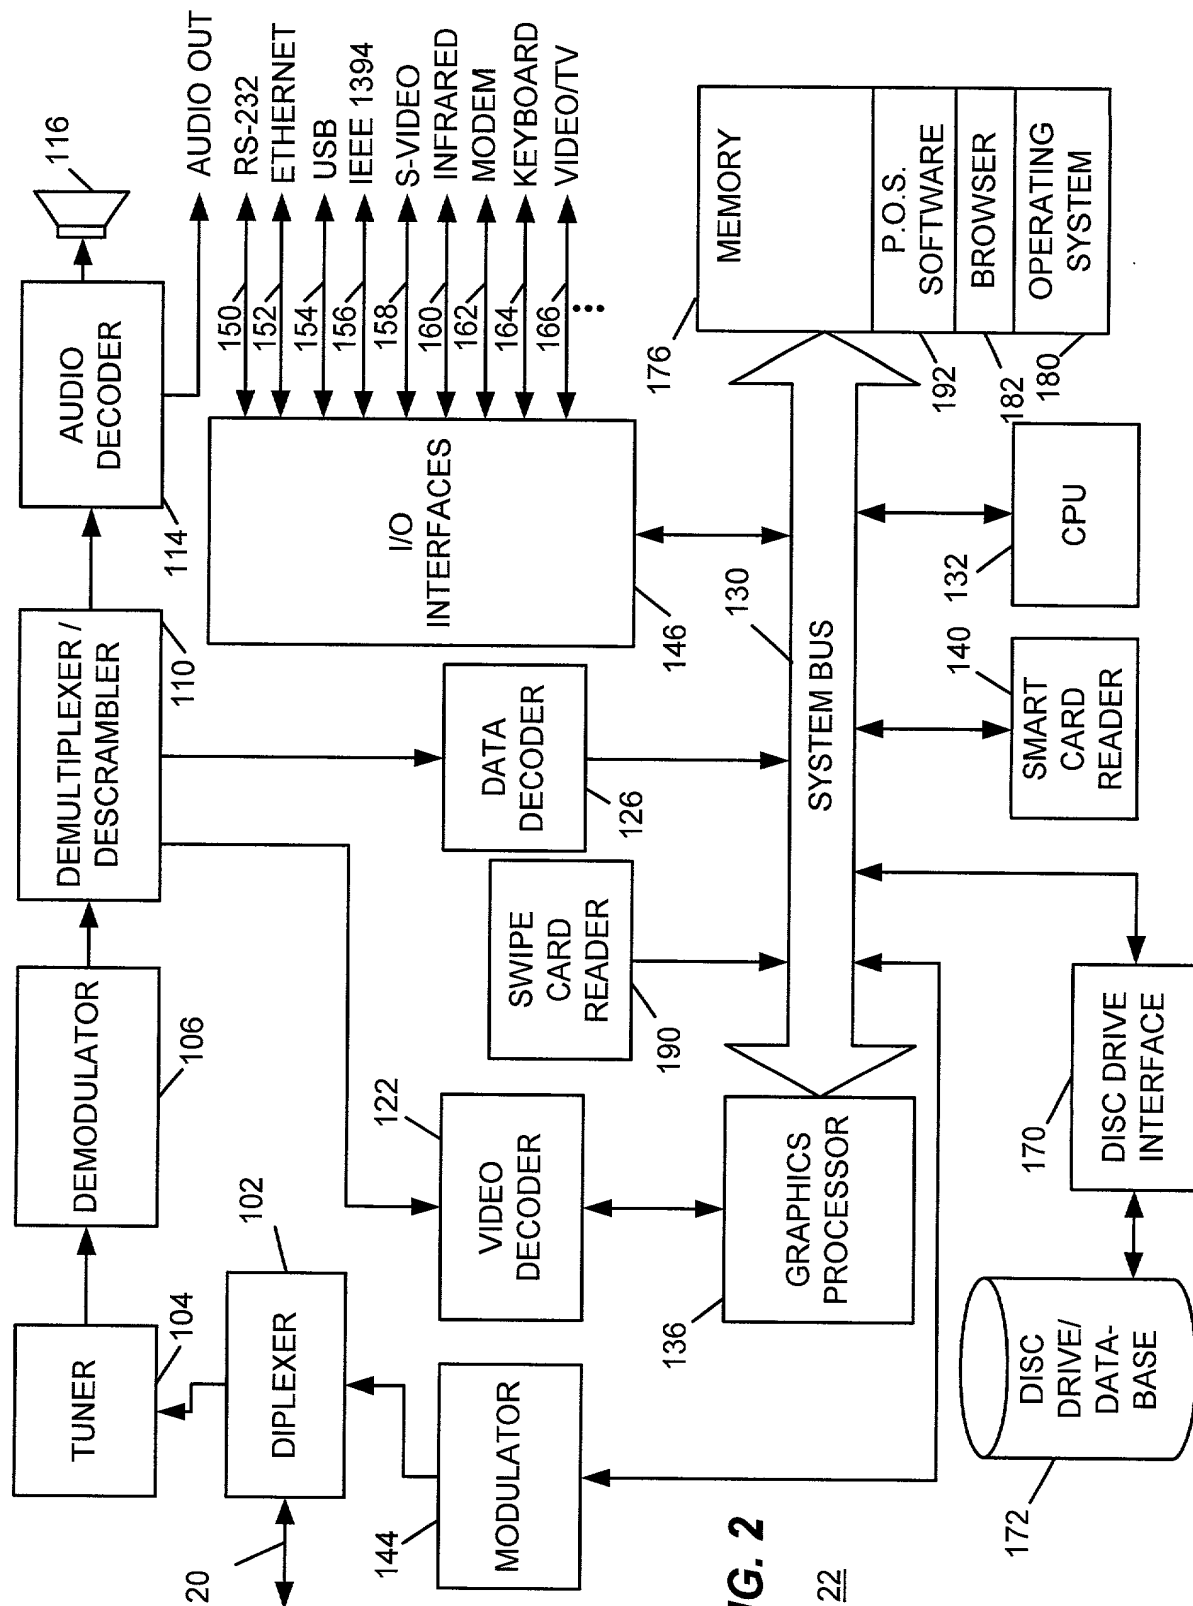 20
TUNER
104
DIPLEXER
102
MODULATOR
144
DEMODULATOR
106
DEMULTIPLEXER /
DESCRAMBLER
110
AUDIO
DECODER
114
116
AUDIO OUT
RS-232
ETHERNET
USB
IEEE 1394
S-VIDEO
INFRARED
MODEM
KEYBOARD
VIDEO/TV
150
152
154
156
158
160
162
164
166
I/O
INTERFACES
146
DATA
DECODER
126
SWIPE
CARD
READER
190
VIDEO
DECODER
122
GRAPHICS
PROCESSOR
136
SYSTEM BUS
130
MEMORY
176
P.O.S.
SOFTWARE
192
BROWSER
182
OPERATING
SYSTEM
180
CPU
132
SMART
CARD
READER
140
DISC DRIVE
INTERFACE
170
DISC
DRIVE/
DATA-
BASE
172
IG. 2
22